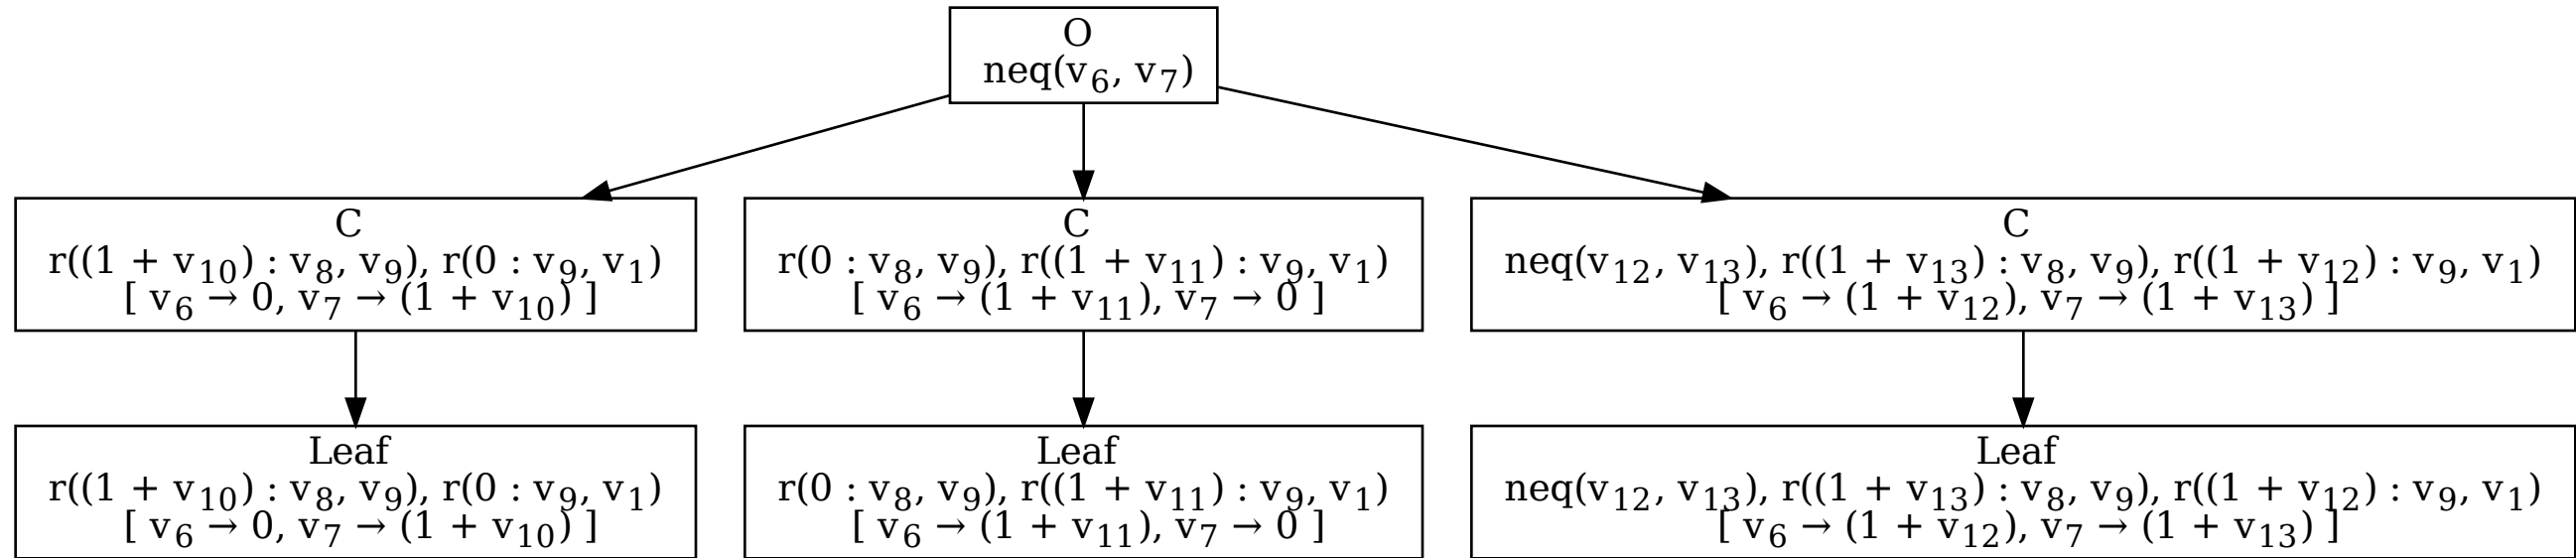 O
neq(v₆, v₇)
C
r((1 + v₁₀) : v₈, v₉), r(0 : v₉, v₁)
[ v₆ → 0, v₇ → (1 + v₁₀) ]
C
r(0 : v₈, v₉), r((1 + v₁₁) : v₉, v₁)
[ v₆ → (1 + v₁₁), v₇ → 0 ]
C
neq(v₁₂, v₁₃), r((1 + v₁₃) : v₈, v₉), r((1 + v₁₂) : v₉, v₁)
[ v₆ → (1 + v₁₂), v₇ → (1 + v₁₃) ]
Leaf
r((1 + v₁₀) : v₈, v₉), r(0 : v₉, v₁)
[ v₆ → 0, v₇ → (1 + v₁₀) ]
Leaf
r(0 : v₈, v₉), r((1 + v₁₁) : v₉, v₁)
[ v₆ → (1 + v₁₁), v₇ → 0 ]
Leaf
neq(v₁₂, v₁₃), r((1 + v₁₃) : v₈, v₉), r((1 + v₁₂) : v₉, v₁)
[ v₆ → (1 + v₁₂), v₇ → (1 + v₁₃) ]